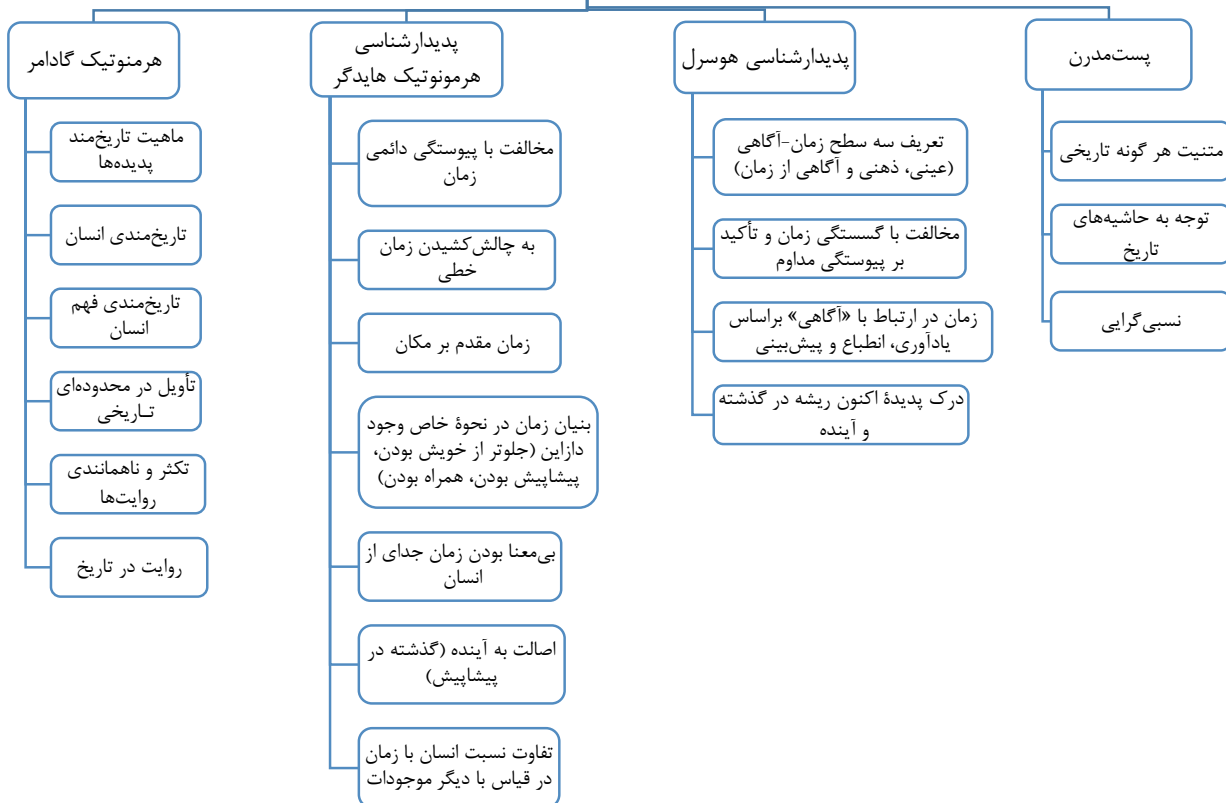 پست‌مدرن
متنیت هر گونه تاریخی
توجه به حاشیه‌های
تاریخ
نسبی‌گرایی
پدیدارشناسی هوسرل
تعریف سه سطح زمان-آگاهی
(عینی، ذهنی و آگاهی از زمان)
مخالفت با گسستگی زمان و تأکید
بر پیوستگی مداوم
زمان در ارتباط با «آگاهی» براساس
یادآوری، انطباع و پیش‌بینی
درک پدیدهٔ اکنون ریشه در گذشته
و آینده
پدیدارشناسی
هرمونوتیک هایدگر
مخالفت با پیوستگی دائمی
زمان
به چالش‌کشیدن زمان
خطی
زمان مقدم بر مکان
بنیان زمان در نحوهٔ خاص وجود
دازاین (جلوتر از خویش بودن،
پیشاپیش بودن، همراه بودن)
بی‌معنا بودن زمان جدای از
انسان
اصالت به آینده (گذشته در
پیشاپیش)
تفاوت نسبت انسان با زمان
در قیاس با دیگر موجودات
هرمنوتیک گادامر
ماهیت تاریخ‌مند
پدیده‌ها
تاریخ‌مندی انسان
تاریخ‌مندی فهم
انسان
تأویل در محدوده‌ای
تـاریخی
تکثر و ناهمانندی
روایت‌ها
روایت در تاریخ